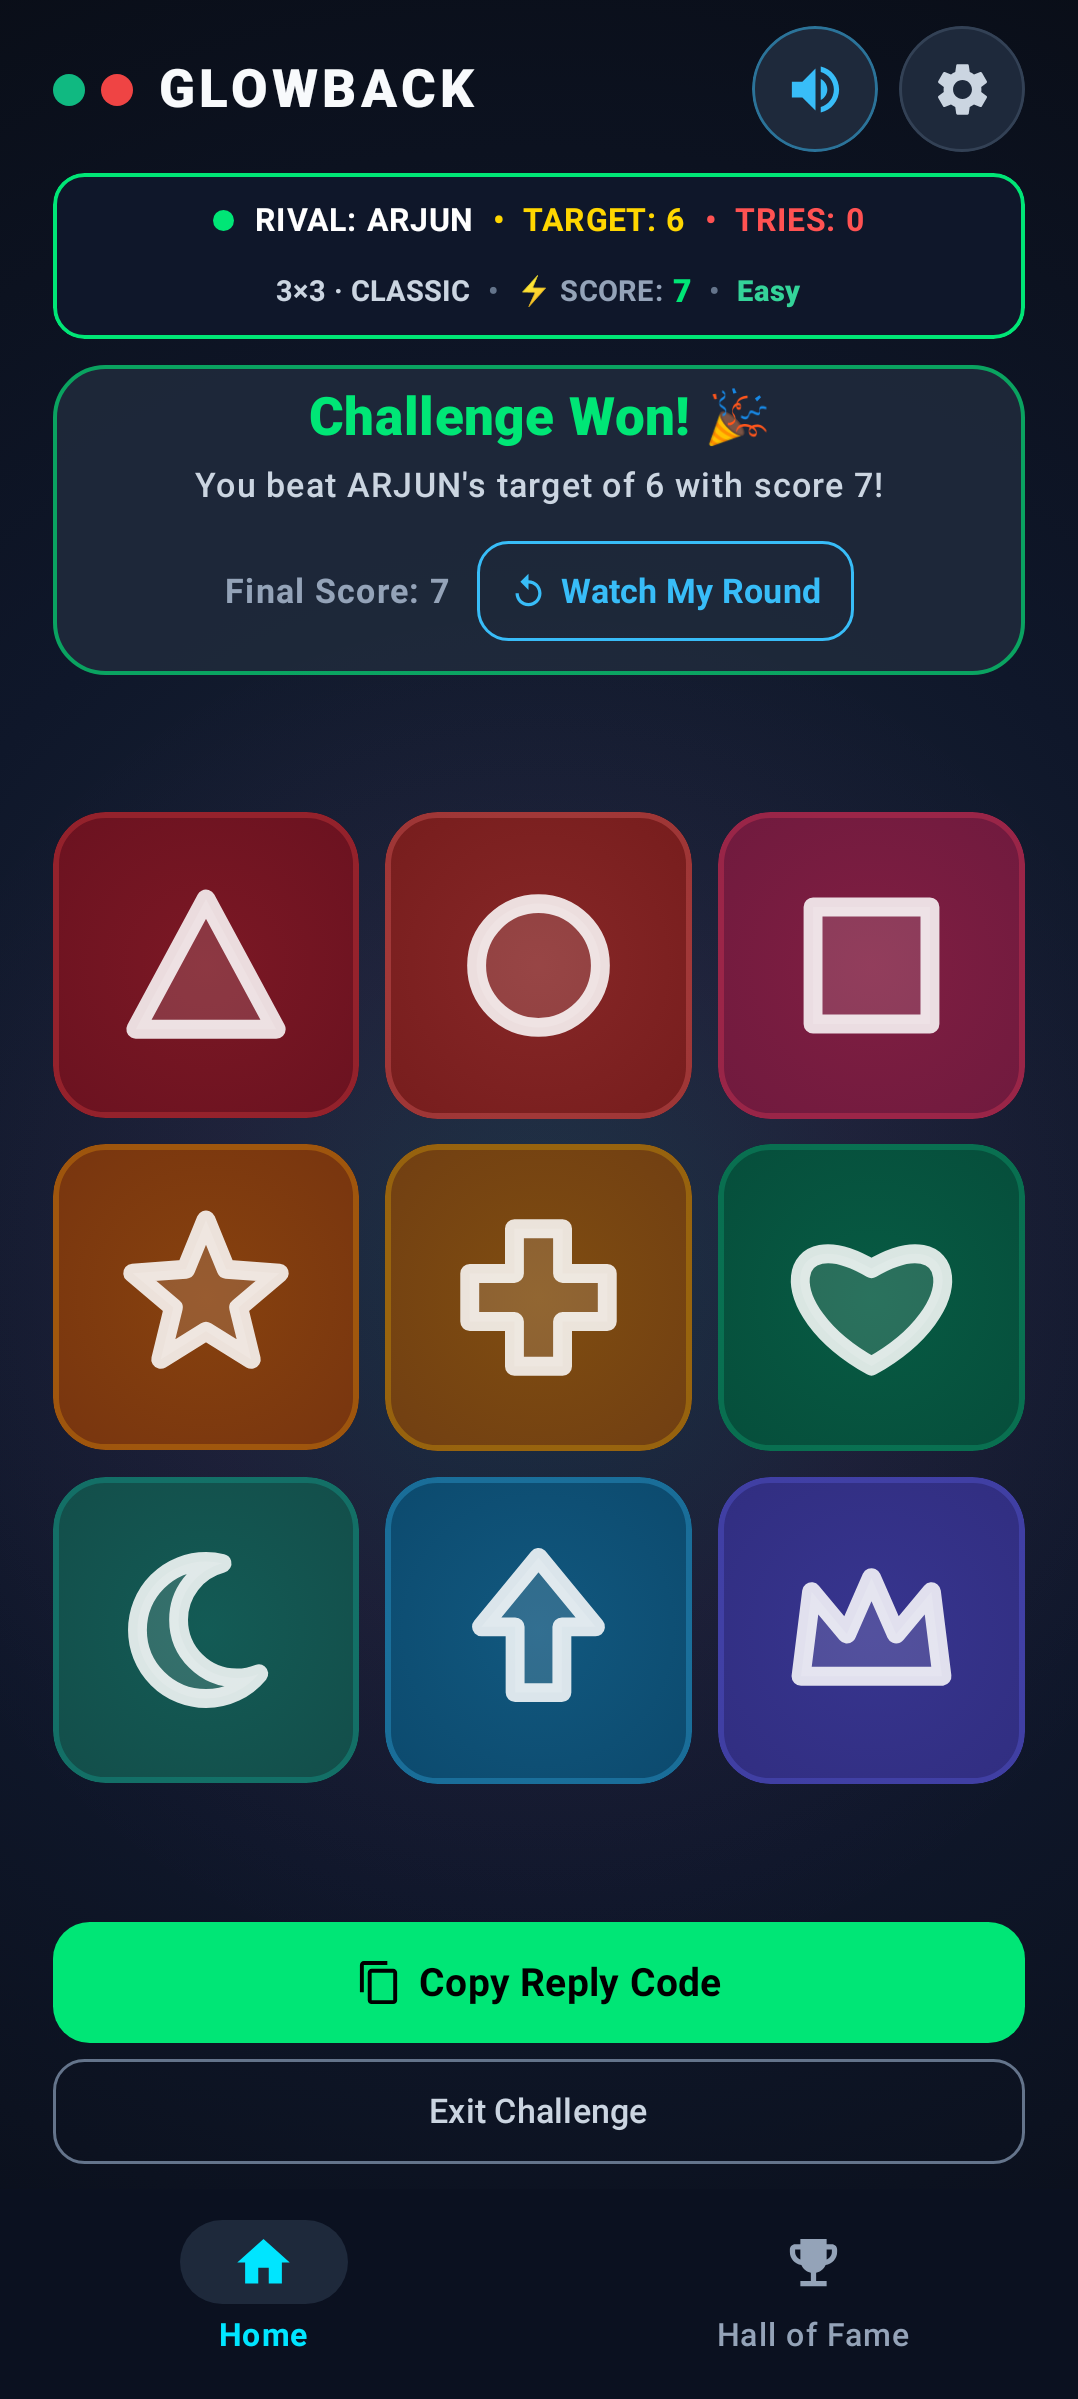 GLOWBACK
RIVAL: ARJUN • TARGET: 6 • TRIES: 0
3×3 · CLASSIC • ⚡ SCORE: 7 • Easy
Challenge Won! 🎉
You beat ARJUN's target of 6 with score 7!
Final Score: 7
Watch My Round
Copy Reply Code
Exit Challenge
Home
Hall of Fame